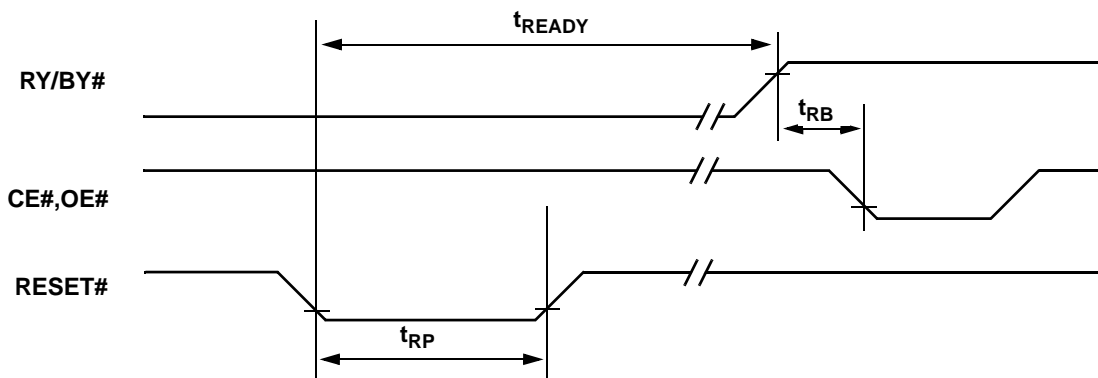 tREADY
RY/BY#
tRB
CE#,OE#
RESET#
tRP